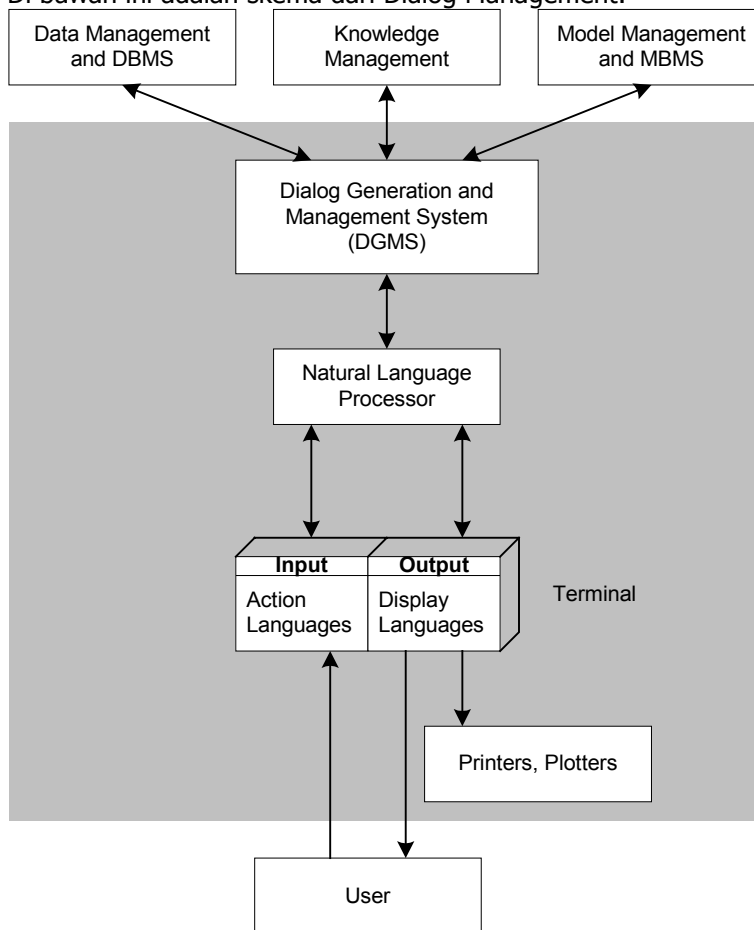 Di bawah ini adalah skema dari Dialog Management:
Data Management
and DBMS
Knowledge
Management
Model Management
and MBMS
Dialog Generation and
Management System
(DGMS)
Natural Language
Processor
Input
Output
Action
Languages
Display
Languages
Terminal
Printers, Plotters
User